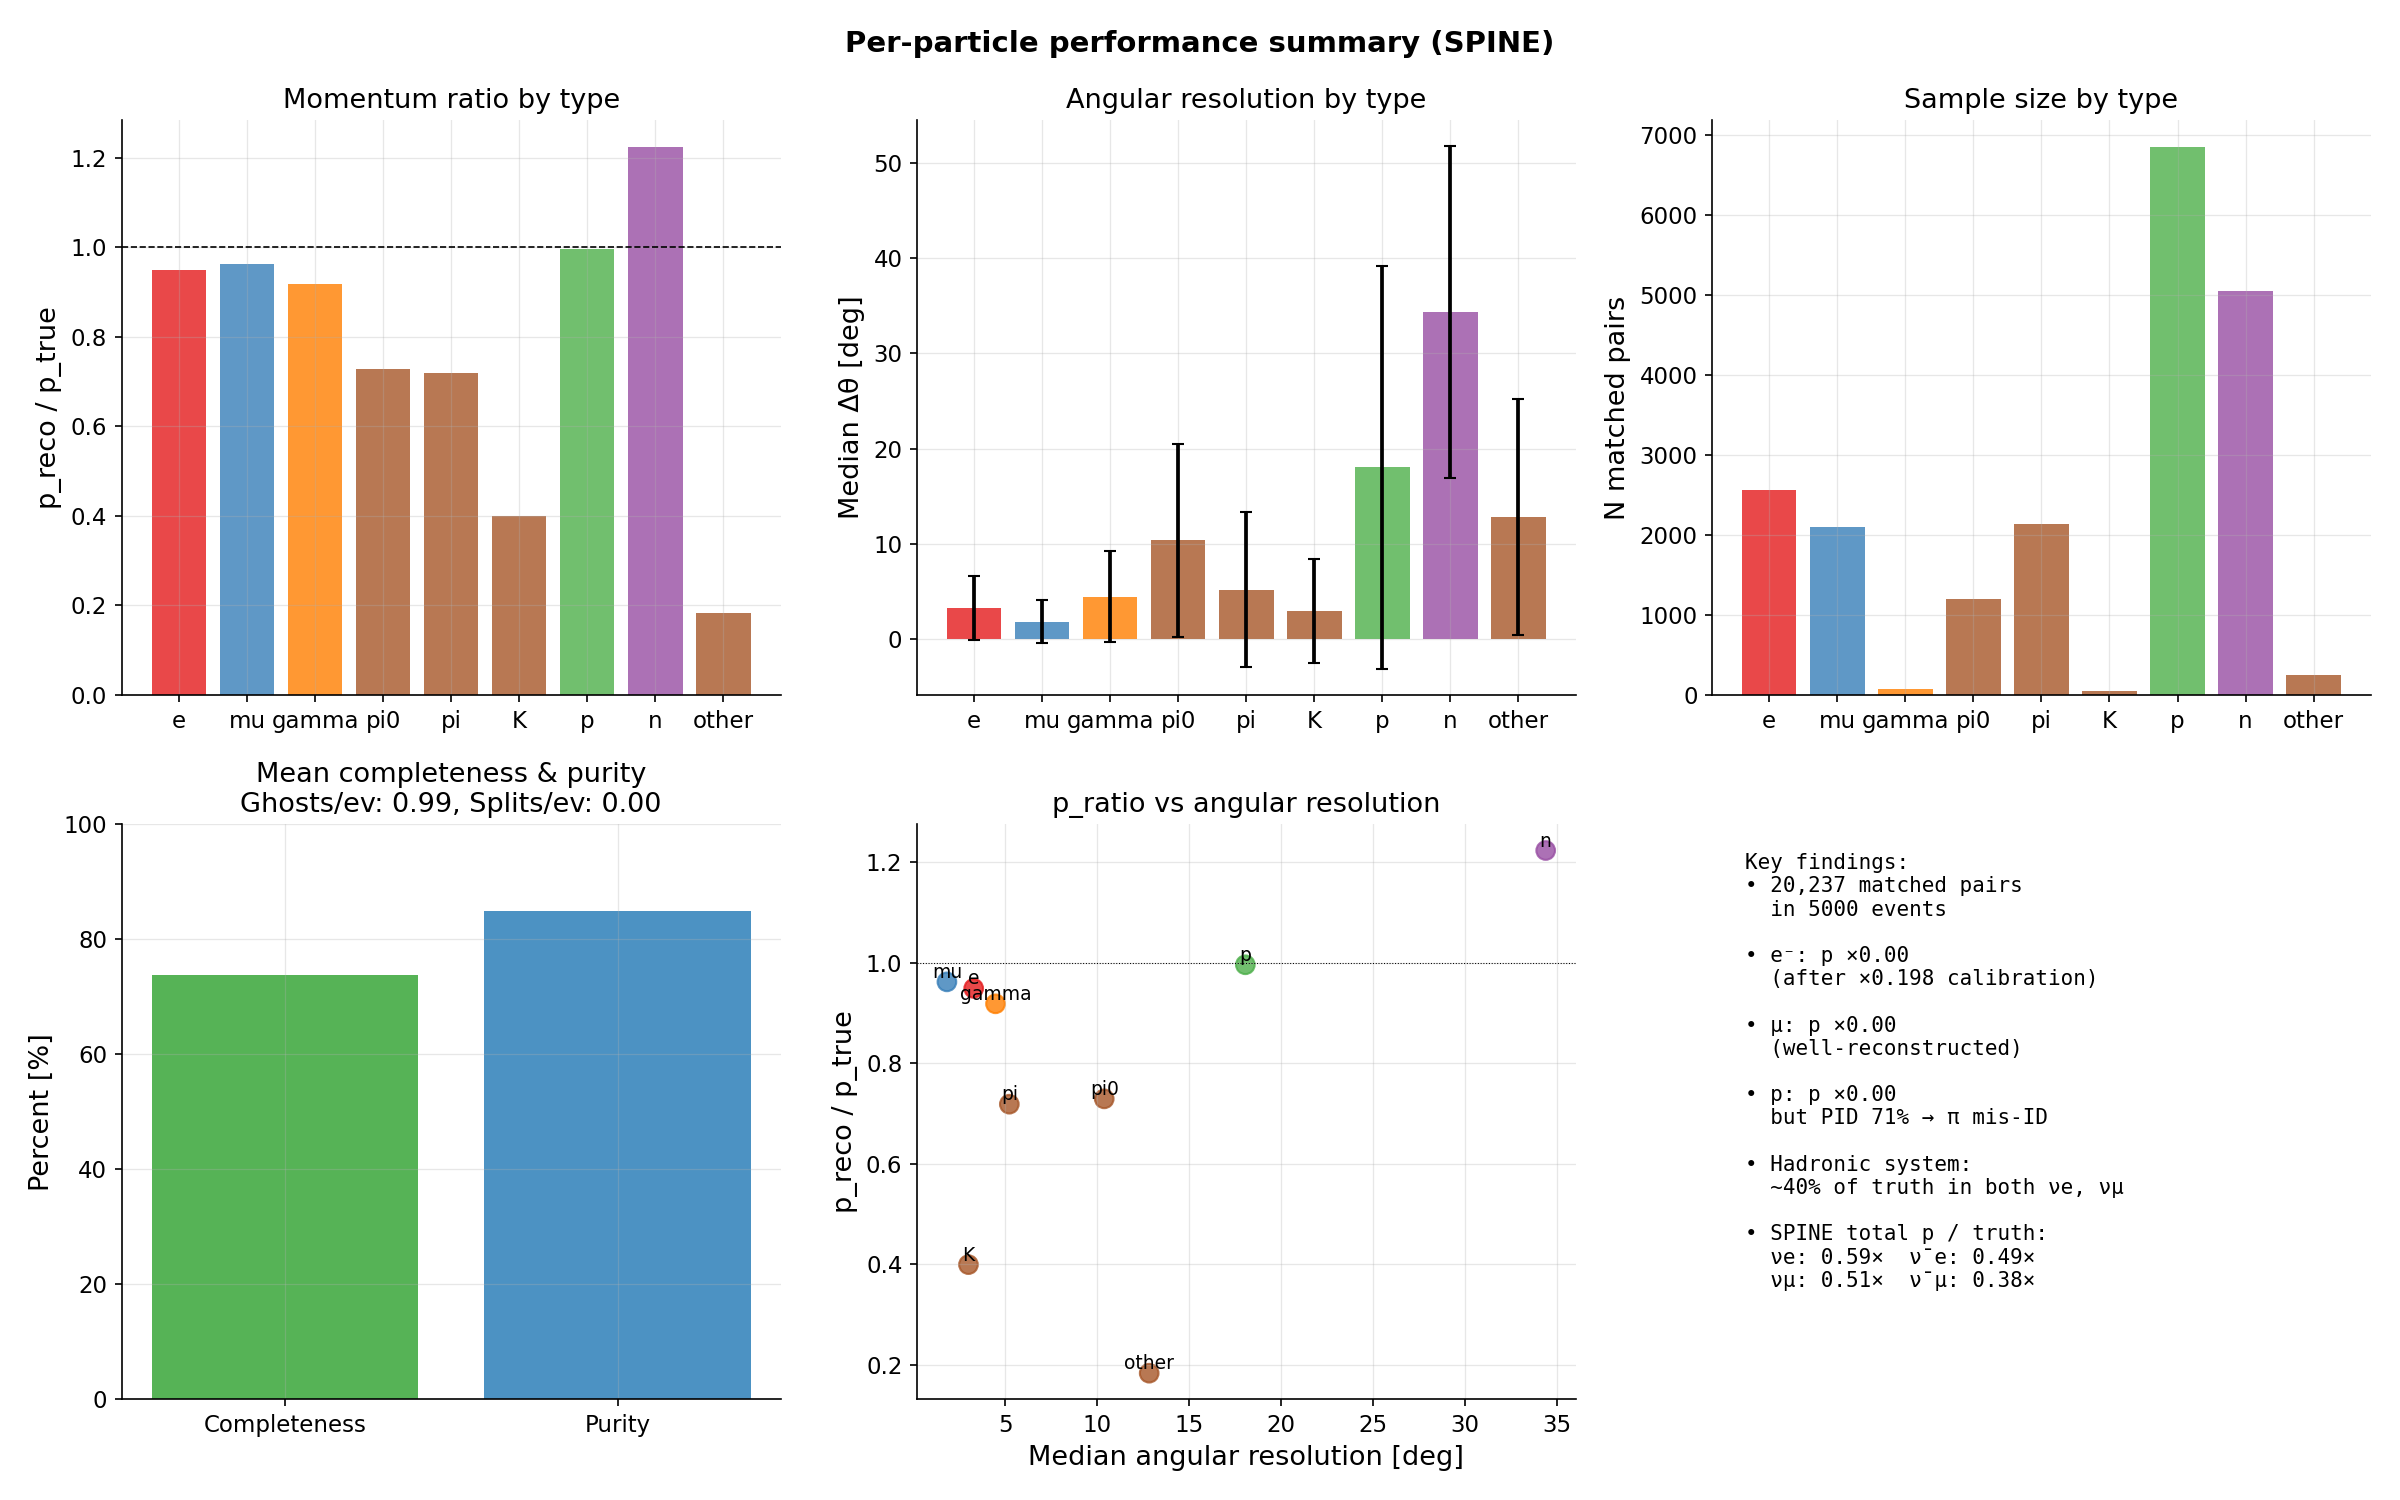 Per-particle performance summary (SPINE)
Momentum ratio by type
p_reco / p_true
1.2
1.0
0.8
0.6
0.4
0.2
0.0
e mu gamma pi0 pi K p n other
Angular resolution by type
Median Δθ [deg]
50
40
30
20
10
0
e mu gamma pi0 pi K p n other
Sample size by type
N matched pairs
7000
6000
5000
4000
3000
2000
1000
0
e mu gamma pi0 pi K p n other
Mean completeness & purity
Ghosts/ev: 0.99, Splits/ev: 0.00
Percent [%]
100
80
60
40
20
0
Completeness Purity
p_ratio vs angular resolution
p_reco / p_true
1.2
1.0
0.8
0.6
0.4
0.2
n
p
mu
e
gamma
pi
pi0
K
other
5 10 15 20 25 30 35
Median angular resolution [deg]
Key findings:
• 20,237 matched pairs
in 5000 events
• e⁻: p ×0.00
(after ×0.198 calibration)
• μ: p ×0.00
(well-reconstructed)
• p: p ×0.00
but PID 71% → π mis-ID
• Hadronic system:
~40% of truth in both νe, νμ
• SPINE total p / truth:
νe: 0.59× ν¯e: 0.49×
νμ: 0.51× ν¯μ: 0.38×